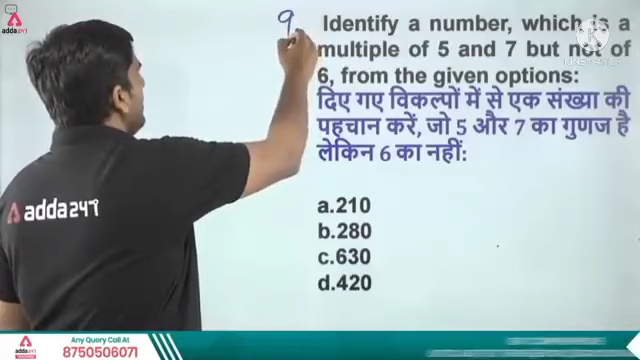 adda247
9
Identify a number, which is a
multiple of 5 and 7 but not of
6, from the given options:
दिए गए विकल्पों में से एक संख्या की
पहचान करें, जो 5 और 7 का गुणज है
लेकिन 6 का नहीं:
a.210
b.280
c.630
d.420
adda247
Any Query Call At
8750506071